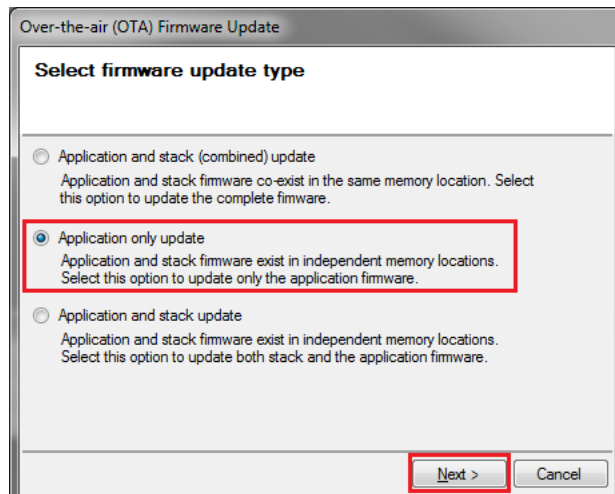 Over-the-air (OTA) Firmware Update
Select firmware update type
Application and stack (combined) update
Application and stack firmware co-exist in the same memory location. Select
this option to update the complete fimware.
Application only update
Application and stack firmware exist in independent memory locations.
Select this option to update only the application firmware.
Application and stack update
Application and stack firmware exist in independent memory locations.
Select this option to update both stack and the application firmware.
Next >
Cancel